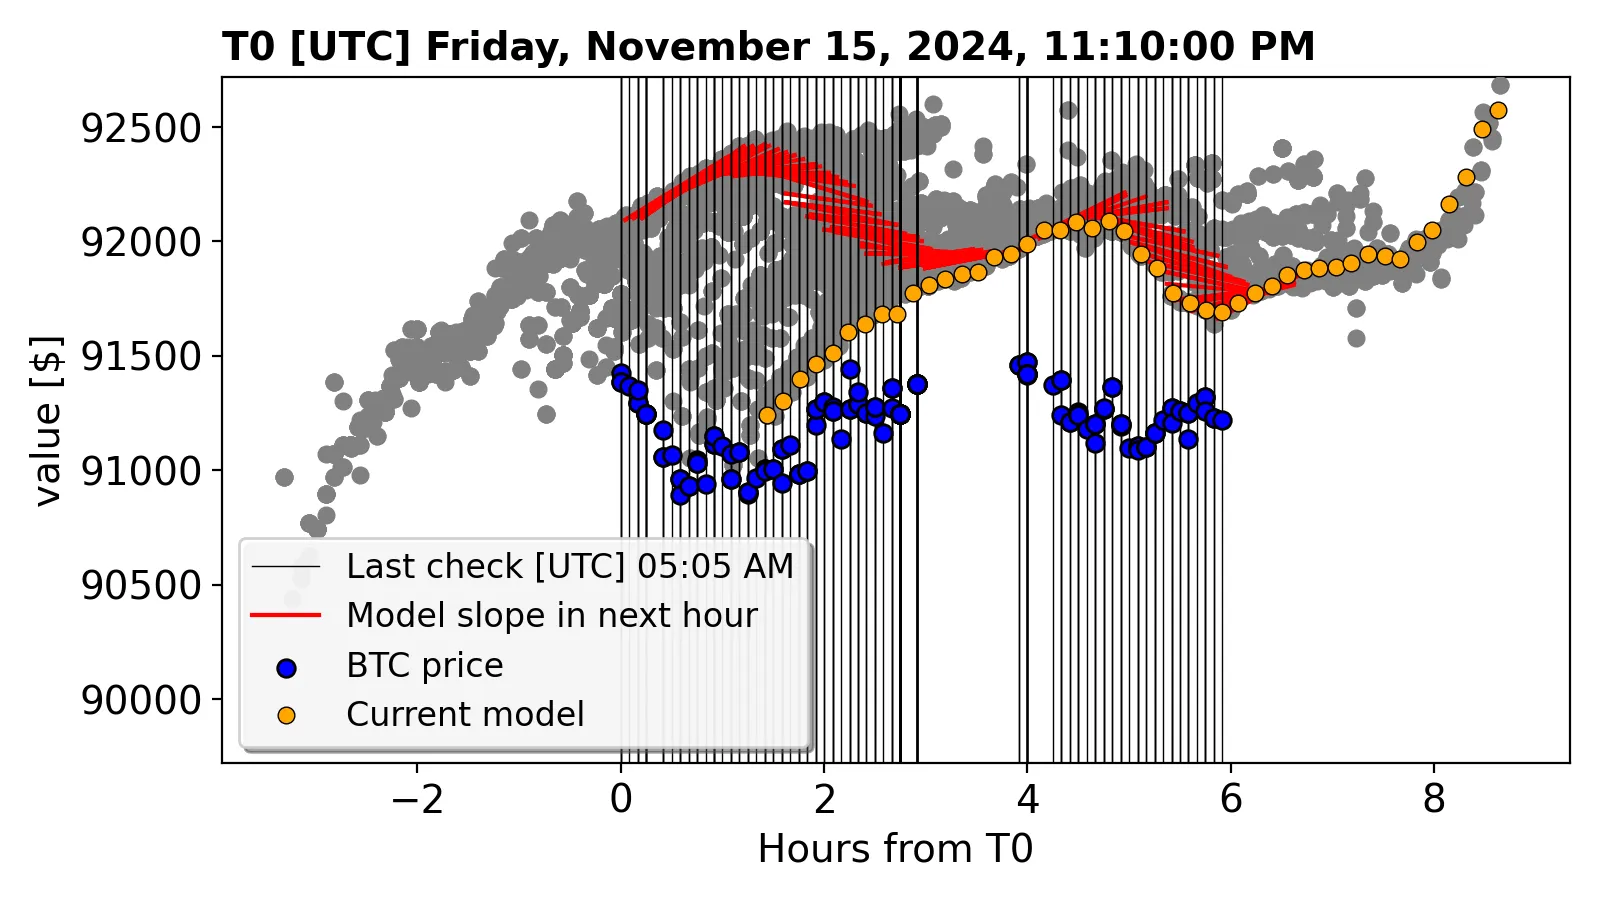 T0 [UTC] Friday, November 15, 2024, 11:10:00 PM
92500
92000
91500
91000
90500
90000
value [$]
Last check [UTC] 05:05 AM
Model slope in next hour
BTC price
Current model
−2 0 2 4 6 8
Hours from T0